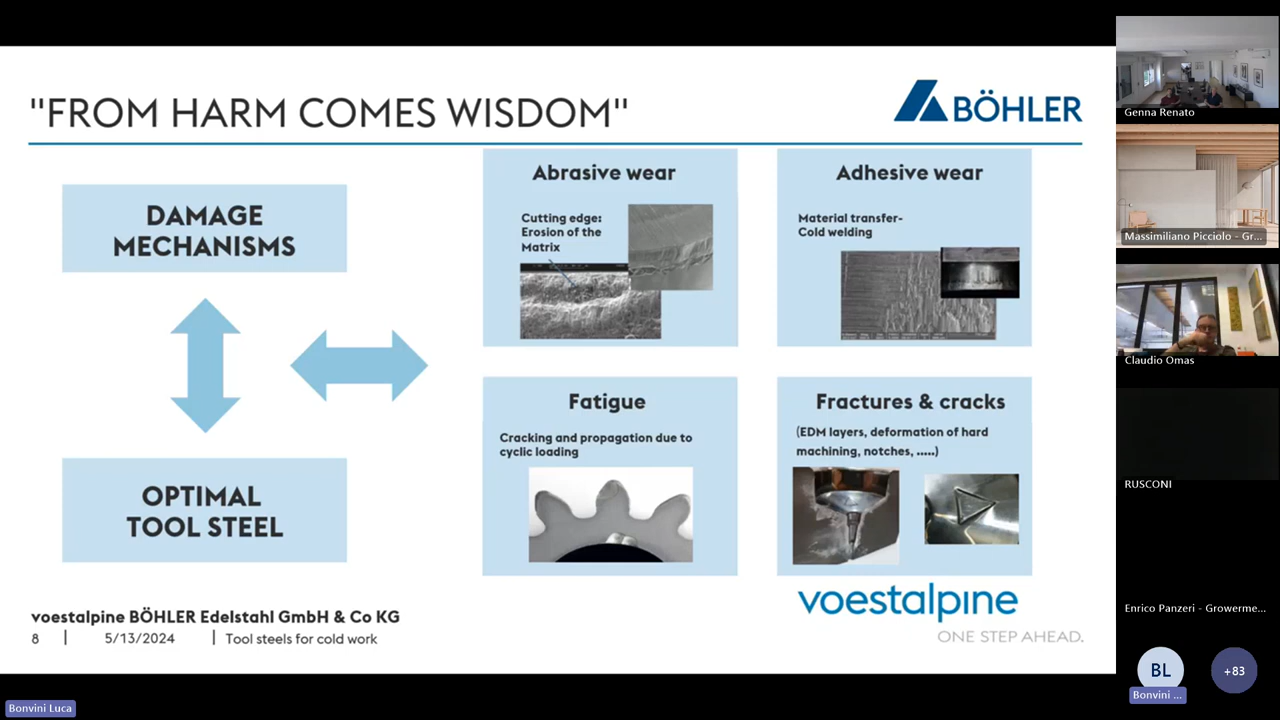 "FROM HARM COMES WISDOM"
BÖHLER
DAMAGE
MECHANISMS
OPTIMAL
TOOL STEEL
Abrasive wear
Cutting edge:
Erosion of the
Matrix
Adhesive wear
Material transfer-
Cold welding
Fatigue
Cracking and propagation due to
cyclic loading
Fractures & cracks
(EDM layers, deformation of hard
machining, notches, .....)
voestalpine
ONE STEP AHEAD.
voestalpine BÖHLER Edelstahl GmbH & Co KG
8 | 5/13/2024 | Tool steels for cold work
Genna Renato
Massimiliano Picciolo - Gr...
Claudio Omas
RUSCONI
Enrico Panzeri - Growerme...
BL
+83
Bonvini ...
Bonvini Luca